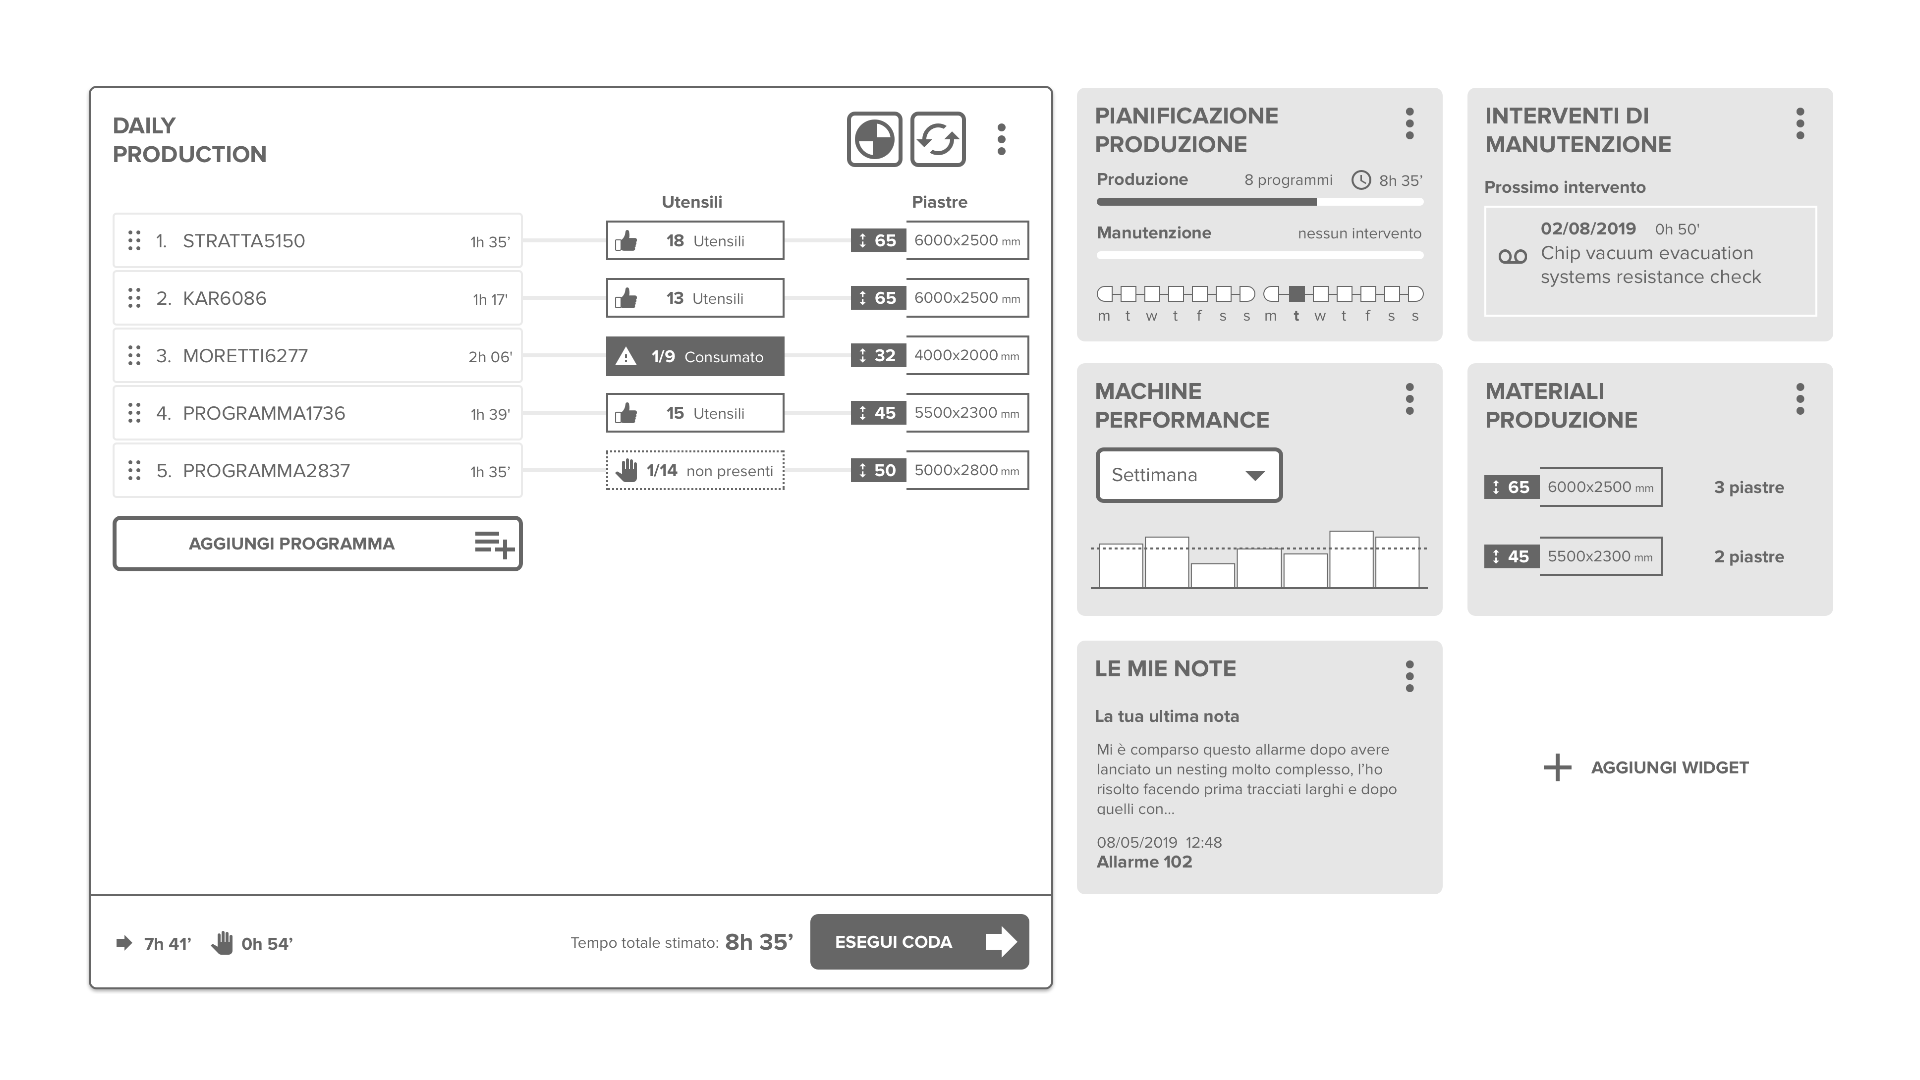 DAILY
PRODUCTION
Utensili
Piastre
1. STRATTA5150 1h 35’ 18 Utensili 65 6000x2500 mm
2. KAR6086 1h 17' 13 Utensili 65 6000x2500 mm
3. MORETTI6277 2h 06' 1/9 Consumato 32 4000x2000 mm
4. PROGRAMMA1736 1h 39' 15 Utensili 45 5500x2300 mm
5. PROGRAMMA2837 1h 35’ 1/14 non presenti 50 5000x2800 mm
AGGIUNGI PROGRAMMA
7h 41’ 0h 54’ Tempo totale stimato: 8h 35’ ESEGUI CODA
PIANIFICAZIONE
PRODUZIONE
Produzione 8 programmi 8h 35’
Manutenzione nessun intervento
m t w t f s s m t w t f s s
INTERVENTI DI
MANUTENZIONE
Prossimo intervento
02/08/2019 0h 50'
Chip vacuum evacuation
systems resistance check
MACHINE
PERFORMANCE
Settimana
MATERIALI
PRODUZIONE
65 6000x2500 mm 3 piastre
45 5500x2300 mm 2 piastre
LE MIE NOTE
La tua ultima nota
Mi è comparso questo allarme dopo avere
lanciato un nesting molto complesso, l’ho
risolto facendo prima tracciati larghi e dopo
quelli con...
08/05/2019 12:48
Allarme 102
AGGIUNGI WIDGET